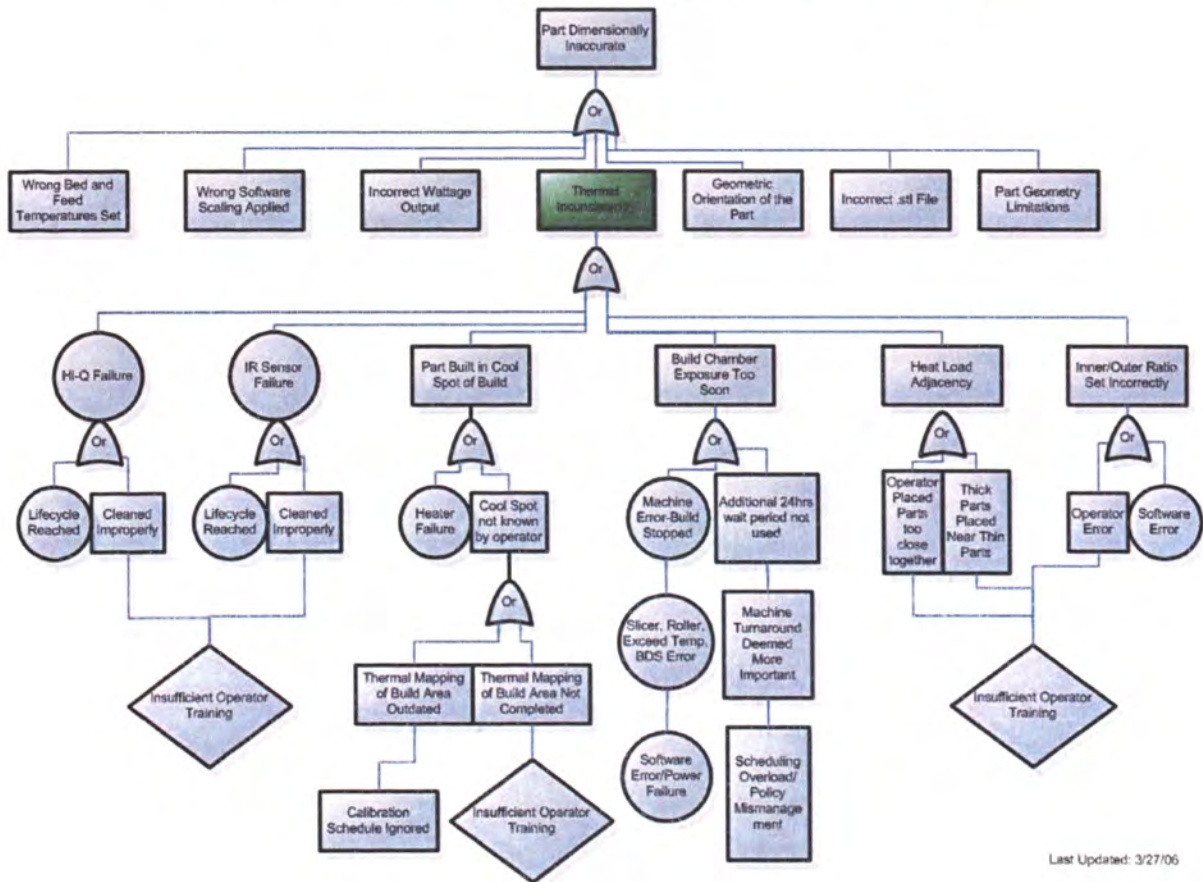 Part Dimensionally
Inaccurate
Or
Wrong Bed and
Feed
Temperatures Set
Wrong Software
Scaling Applied
Incorrect Wattage
Output
Thermal
Geometric
Orientation of the
Part
Incorrect .stl File
Part Geometry
Limitations
Or
Hi-Q Failure
IR Sensor
Failure
Part Built in Cool
Spot of Build
Build Chamber
Exposure Too
Soon
Heat Load
Adjacency
Inner/Outer Ratio
Set Incorrectly
Or
Or
Or
Or
Or
Or
Lifecycle
Reached
Cleaned
Improperly
Lifecycle
Reached
Cleaned
Improperly
Heater
Failure
Cool Spot
not known
by operator
Machine
Error-Build
Stopped
Additional 24hrs
wait period not
used
Operator
Placed
Parts
too
close
together
Thick
Parts
Placed
Near Thin
Parts
Operator
Error
Software
Error
Or
Slicer, Roller,
Exceed Temp,
BDS Error
Machine
Turnaround
Deemed
More
Important
Insufficient Operator
Training
Thermal Mapping
of Build Area
Outdated
Thermal Mapping
of Build Area Not
Completed
Insufficient Operator
Training
Software
Error/Power
Failure
Scheduling
Overload/
Policy
Mismanage
ment
Calibration
Schedule Ignored
Insufficient Operator
Training
Last Updated: 3/27/06